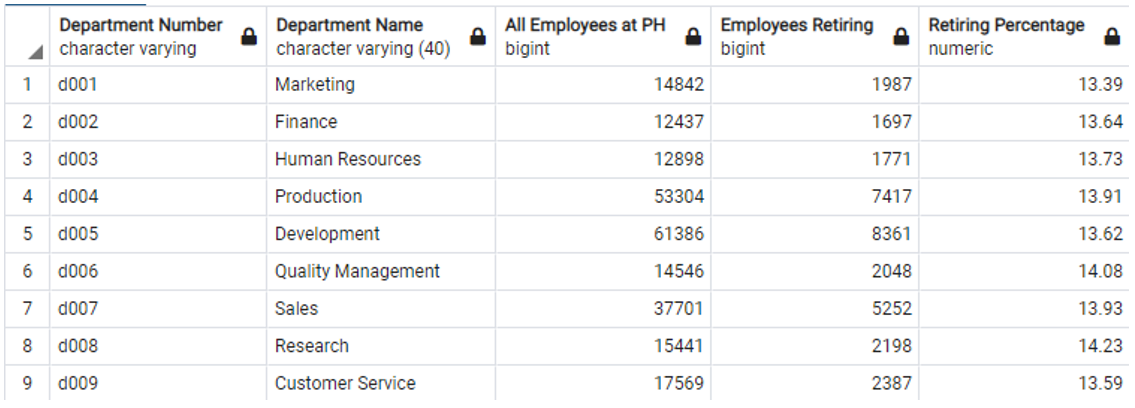 Department Number Department Name All Employees at PH Employees Retiring Retiring Percentage
character varying character varying (40) bigint bigint numeric
1 d001 Marketing 14842 1987 13.39
2 d002 Finance 12437 1697 13.64
3 d003 Human Resources 12898 1771 13.73
4 d004 Production 53304 7417 13.91
5 d005 Development 61386 8361 13.62
6 d006 Quality Management 14546 2048 14.08
7 d007 Sales 37701 5252 13.93
8 d008 Research 15441 2198 14.23
9 d009 Customer Service 17569 2387 13.59